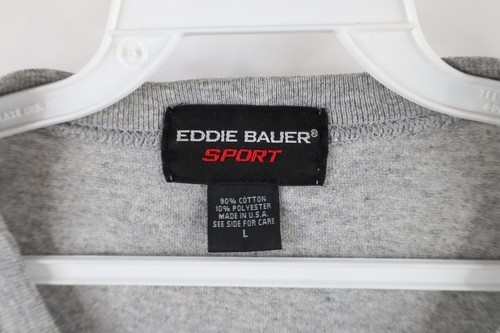 EDDIE BAUER®
SPORT
90% COTTON
10% POLYESTER
MADE IN U.S.A.
SEE SIDE FOR CARE
L